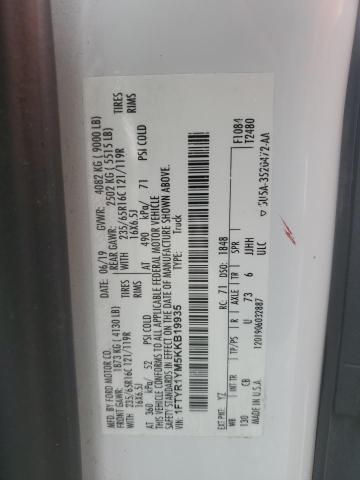 MFD. BY FORD MOTOR CO.
DATE: 06/19 GVWR: 4082 KG ( 9000 LB)
FRONT GAWR: 1873 KG ( 4130 LB) REAR GAWR: 2502 KG ( 5515 LB)
WITH 235/65R16C 121/119R TIRES WITH 235/65R16C 121/119R TIRES
16X6.5J RIMS 16X6.5J RIMS
AT 360 kPa/ 52 PSI COLD AT 490 kPa/ 71 PSI COLD
THIS VEHICLE CONFORMS TO ALL APPLICABLE FEDERAL MOTOR VEHICLE
SAFETY STANDARDS IN EFFECT ON THE DATE OF MANUFACTURE SHOWN ABOVE.
VIN: 1FTYR1YM5KKB19935
TYPE: Truck
F1084
T2480
EXT PNT: YZ RC: 71 DSO: 1848
WB INT TR TP/PS R AXLE TR SPR
130 CB U 73 6 JJHH
MADE IN U.S.A. ULC